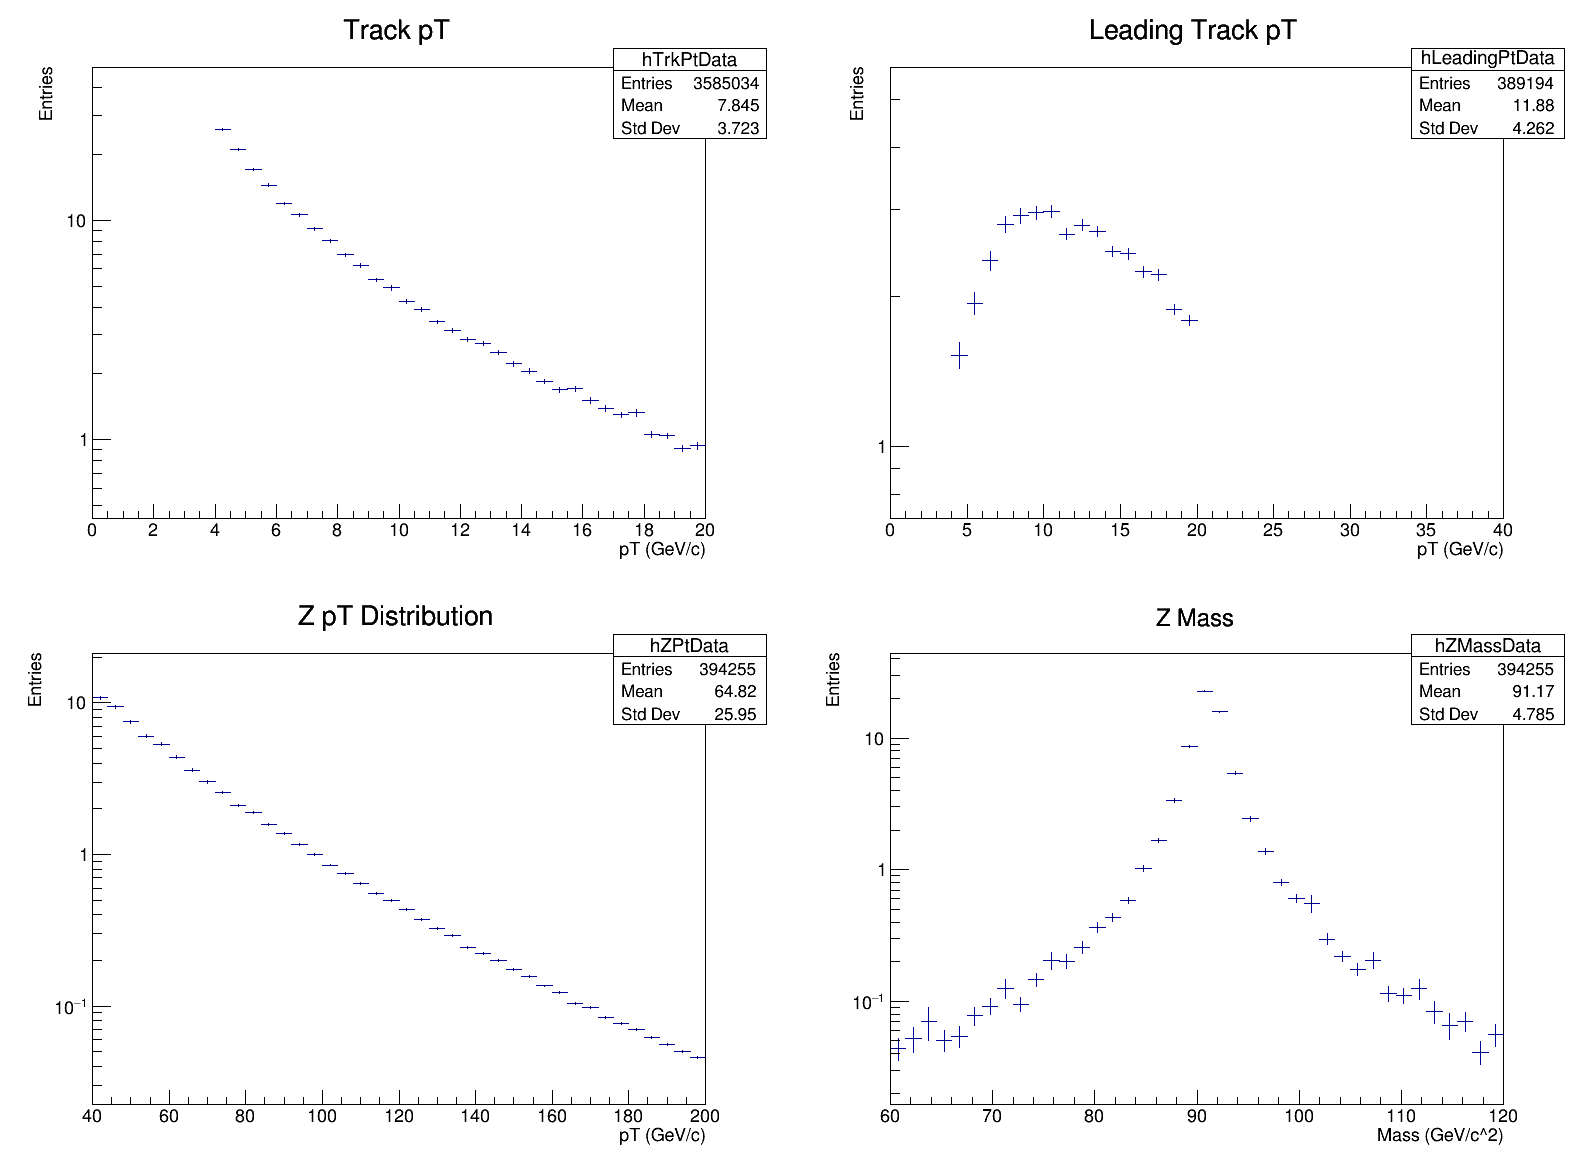 Track pT
hTrkPtData
Entries 3585034
Mean 7.845
Std Dev 3.723
Entries
10
1
0 2 4 6 8 10 12 14 16 18 20
pT (GeV/c)
Leading Track pT
hLeadingPtData
Entries 389194
Mean 11.88
Std Dev 4.262
Entries
1
0 5 10 15 20 25 30 35 40
pT (GeV/c)
Z pT Distribution
hZPtData
Entries 394255
Mean 64.82
Std Dev 25.95
Entries
10
1
10⁻¹
40 60 80 100 120 140 160 180 200
pT (GeV/c)
Z Mass
hZMassData
Entries 394255
Mean 91.17
Std Dev 4.785
Entries
10
1
10⁻¹
60 70 80 90 100 110 120
Mass (GeV/c^2)